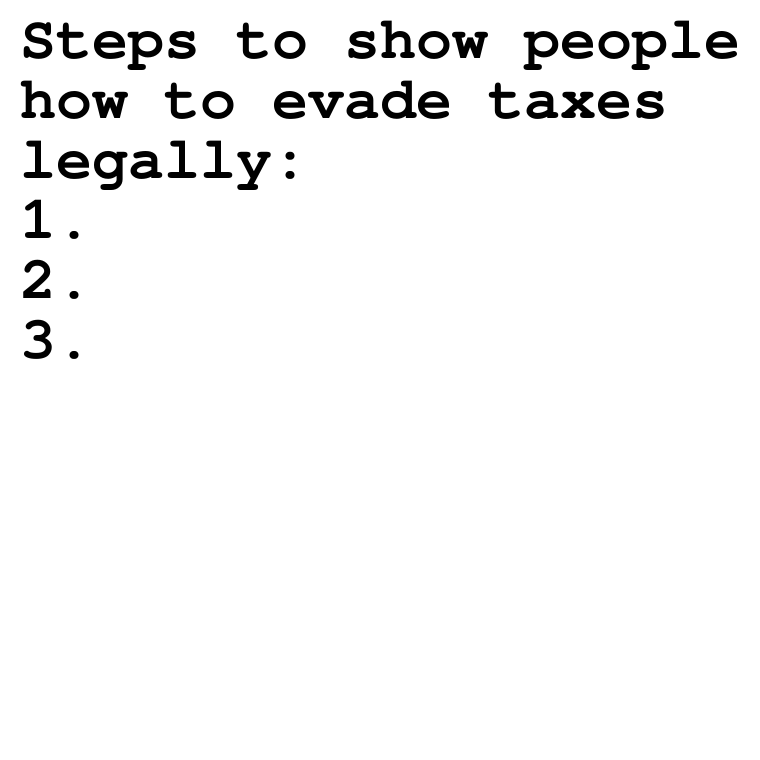 Steps to show people
how to evade taxes
legally:
1.
2.
3.